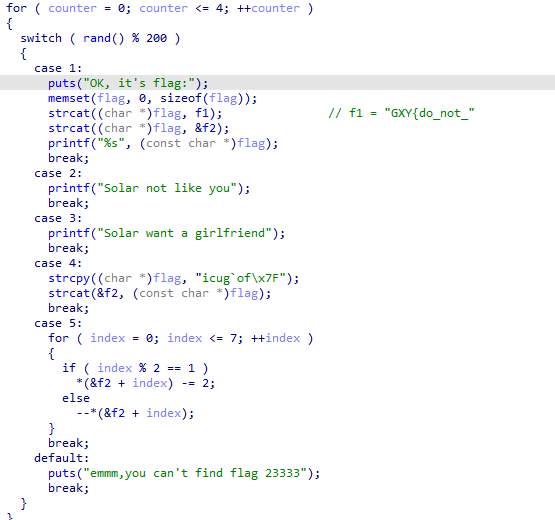 for ( counter = 0; counter <= 4; ++counter )
{
  switch ( rand() % 200 )
  {
    case 1:
      puts("OK, it's flag:");
      memset(flag, 0, sizeof(flag));
      strcat((char *)flag, f1);                // f1 = "GXY{do_not_"
      strcat((char *)flag, &f2);
      printf("%s", (const char *)flag);
      break;
    case 2:
      printf("Solar not like you");
      break;
    case 3:
      printf("Solar want a girlfriend");
      break;
    case 4:
      strcpy((char *)flag, "icug`of\x7F");
      strcat(&f2, (const char *)flag);
      break;
    case 5:
      for ( index = 0; index <= 7; ++index )
      {
        if ( index % 2 == 1 )
          *(&f2 + index) -= 2;
        else
          --*(&f2 + index);
      }
      break;
    default:
      puts("emmm,you can't find flag 23333");
      break;
  }
}